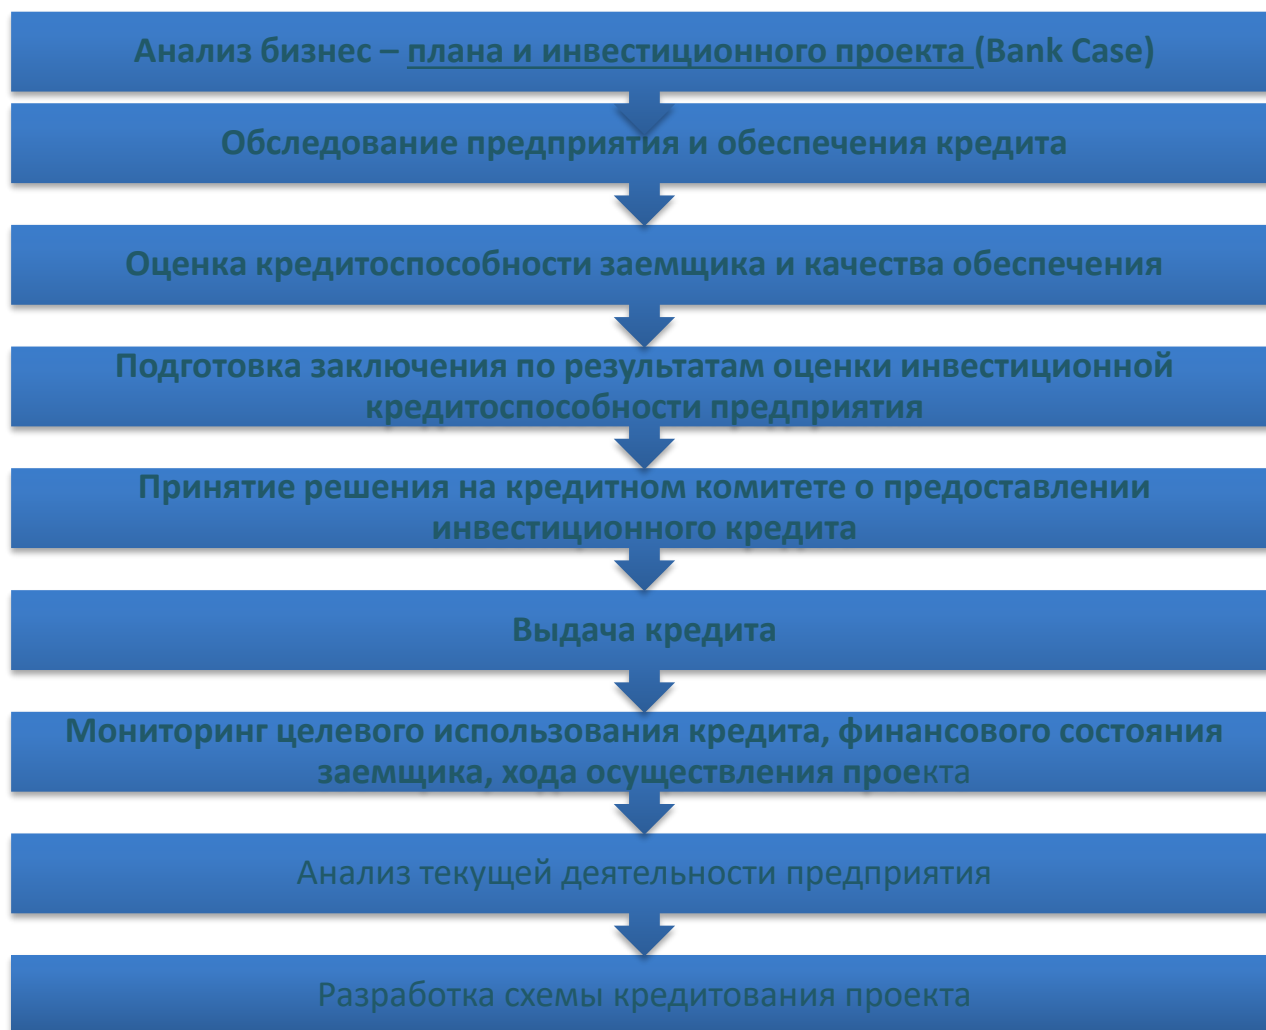 Анализ бизнес – плана и инвестиционного проекта (Bank Case)
Обследование предприятия и обеспечения кредита
Оценка кредитоспособности заемщика и качества обеспечения
Подготовка заключения по результатам оценки инвестиционной
кредитоспособности предприятия
Принятие решения на кредитном комитете о предоставлении
инвестиционного кредита
Выдача кредита
Мониторинг целевого использования кредита, финансового состояния
заемщика, хода осуществления проекта
Анализ текущей деятельности предприятия
Разработка схемы кредитования проекта